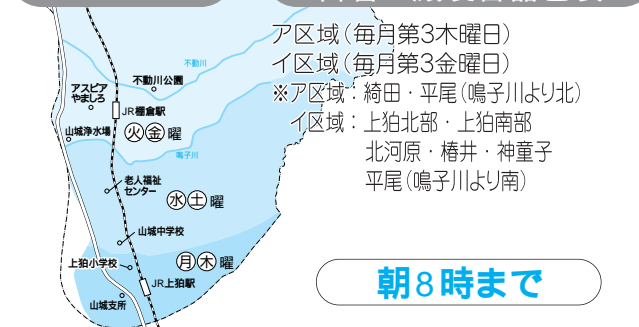 ア区域(毎月第3木曜日)
イ区域(毎月第3金曜日)
※ア区域:綺田・平尾(鳴子川より北)
イ区域:上狛北部・上狛南部
北河原・椿井・神童子
平尾(鳴子川より南)
朝8時まで
不動川
不動川公園
アスピア
やましろ
JR棚倉駅
山城浄水場
火金曜
鳴子川
老人福祉
センター
水土曜
山城中学校
月木曜
上狛小学校
JR上狛駅
山城支所